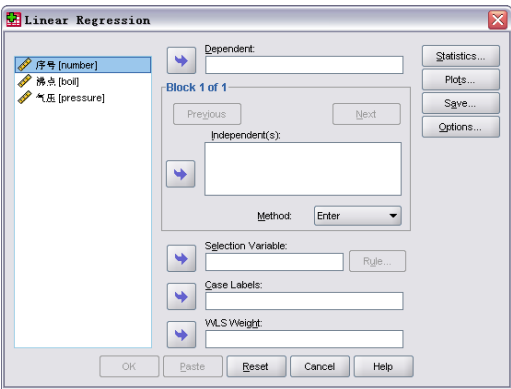 Linear Regression
序号 [number]
沸点 [boil]
气压 [pressure]
Dependent:
Block 1 of 1
Previous
Next
Independent(s):
Method:
Enter
Selection Variable:
Rule...
Case Labels:
WLS Weight:
Statistics...
Plots...
Save...
Options...
OK
Paste
Reset
Cancel
Help